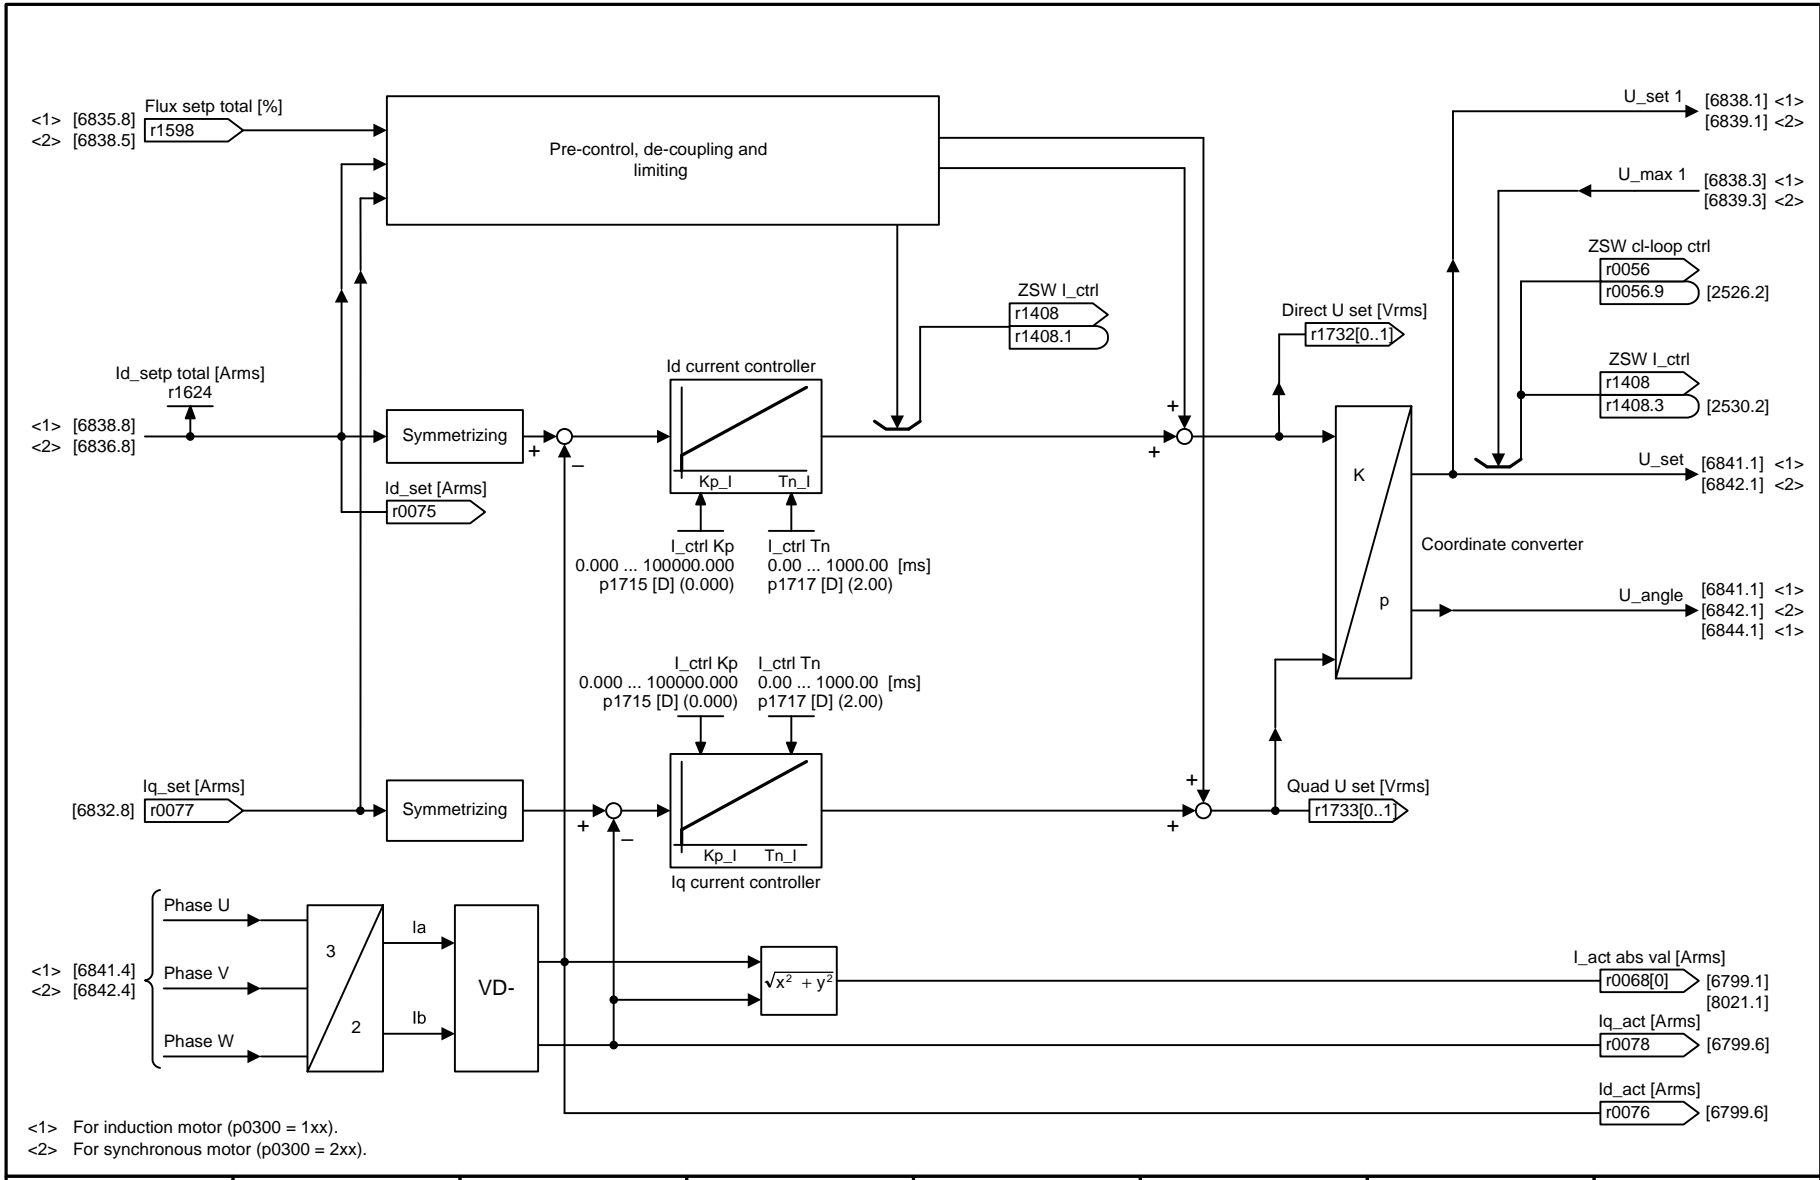 Flux setp total [%]
<1> [6835.8]
<2> [6838.5]
r1598
Pre-control, de-coupling and
limiting
U_set 1
[6838.1] <1>
[6839.1] <2>
U_max 1
[6838.3] <1>
[6839.3] <2>
ZSW cl-loop ctrl
r0056
r0056.9
[2526.2]
ZSW I_ctrl
r1408
r1408.1
Direct U set [Vrms]
r1732[0..1]
ZSW I_ctrl
r1408
r1408.3
[2530.2]
Id_setp total [Arms]
r1624
<1> [6838.8]
<2> [6836.8]
Symmetrizing
+
–
Id current controller
Kp_I
Tn_I
+
+
K
p
U_set
[6841.1] <1>
[6842.1] <2>
Id_set [Arms]
r0075
I_ctrl Kp
0.000 ... 100000.000
p1715 [D] (0.000)
I_ctrl Tn
0.00 ... 1000.00 [ms]
p1717 [D] (2.00)
Coordinate converter
U_angle
[6841.1] <1>
[6842.1] <2>
[6844.1] <1>
I_ctrl Kp
0.000 ... 100000.000
p1715 [D] (0.000)
I_ctrl Tn
0.00 ... 1000.00 [ms]
p1717 [D] (2.00)
Iq_set [Arms]
[6832.8]
r0077
Symmetrizing
+
–
Kp_I
Tn_I
Iq current controller
+
+
Quad U set [Vrms]
r1733[0..1]
<1> [6841.4]
<2> [6842.4]
Phase U
Phase V
Phase W
3
2
Ia
Ib
VD-
√x² + y²
I_act abs val [Arms]
r0068[0]
[6799.1]
[8021.1]
Iq_act [Arms]
r0078
[6799.6]
Id_act [Arms]
r0076
[6799.6]
<1> For induction motor (p0300 = 1xx).
<2> For synchronous motor (p0300 = 2xx).